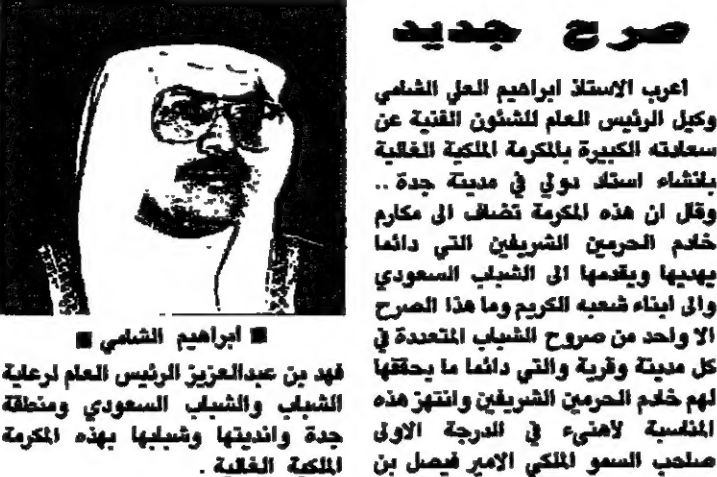 صرح جديد
اعرب الاستاذ ابراهيم العلي الشامي
وكيل الرئيس العام للشئون الفنية عن
سعادته الكبيرة بالمكرمة الملكية الغالية
بانشاء استاد دولي في مدينة جدة ..
وقال ان هذه المكرمة تضاف الى مكارم
خادم الحرمين الشريفين التي دائما
يهديها ويقدمها الى الشباب السعودي
والى ابناء شعبه الكريم وما هذا الصرح
الا واحد من صروح الشباب المتعددة في
كل مدينة وقرية والتي دائما ما يحققها
لهم خادم الحرمين الشريفين وانتهز هذه
المناسبة لأهنيء في الدرجة الاولى
صاحب السمو الملكي الامير فيصل بن
ابراهيم الشامي
فهد بن عبدالعزيز الرئيس العام لرعاية
الشباب والشباب السعودي ومنطقة
جدة وانديتها وشبابها بهذه المكرمة
الملكية الغالية .